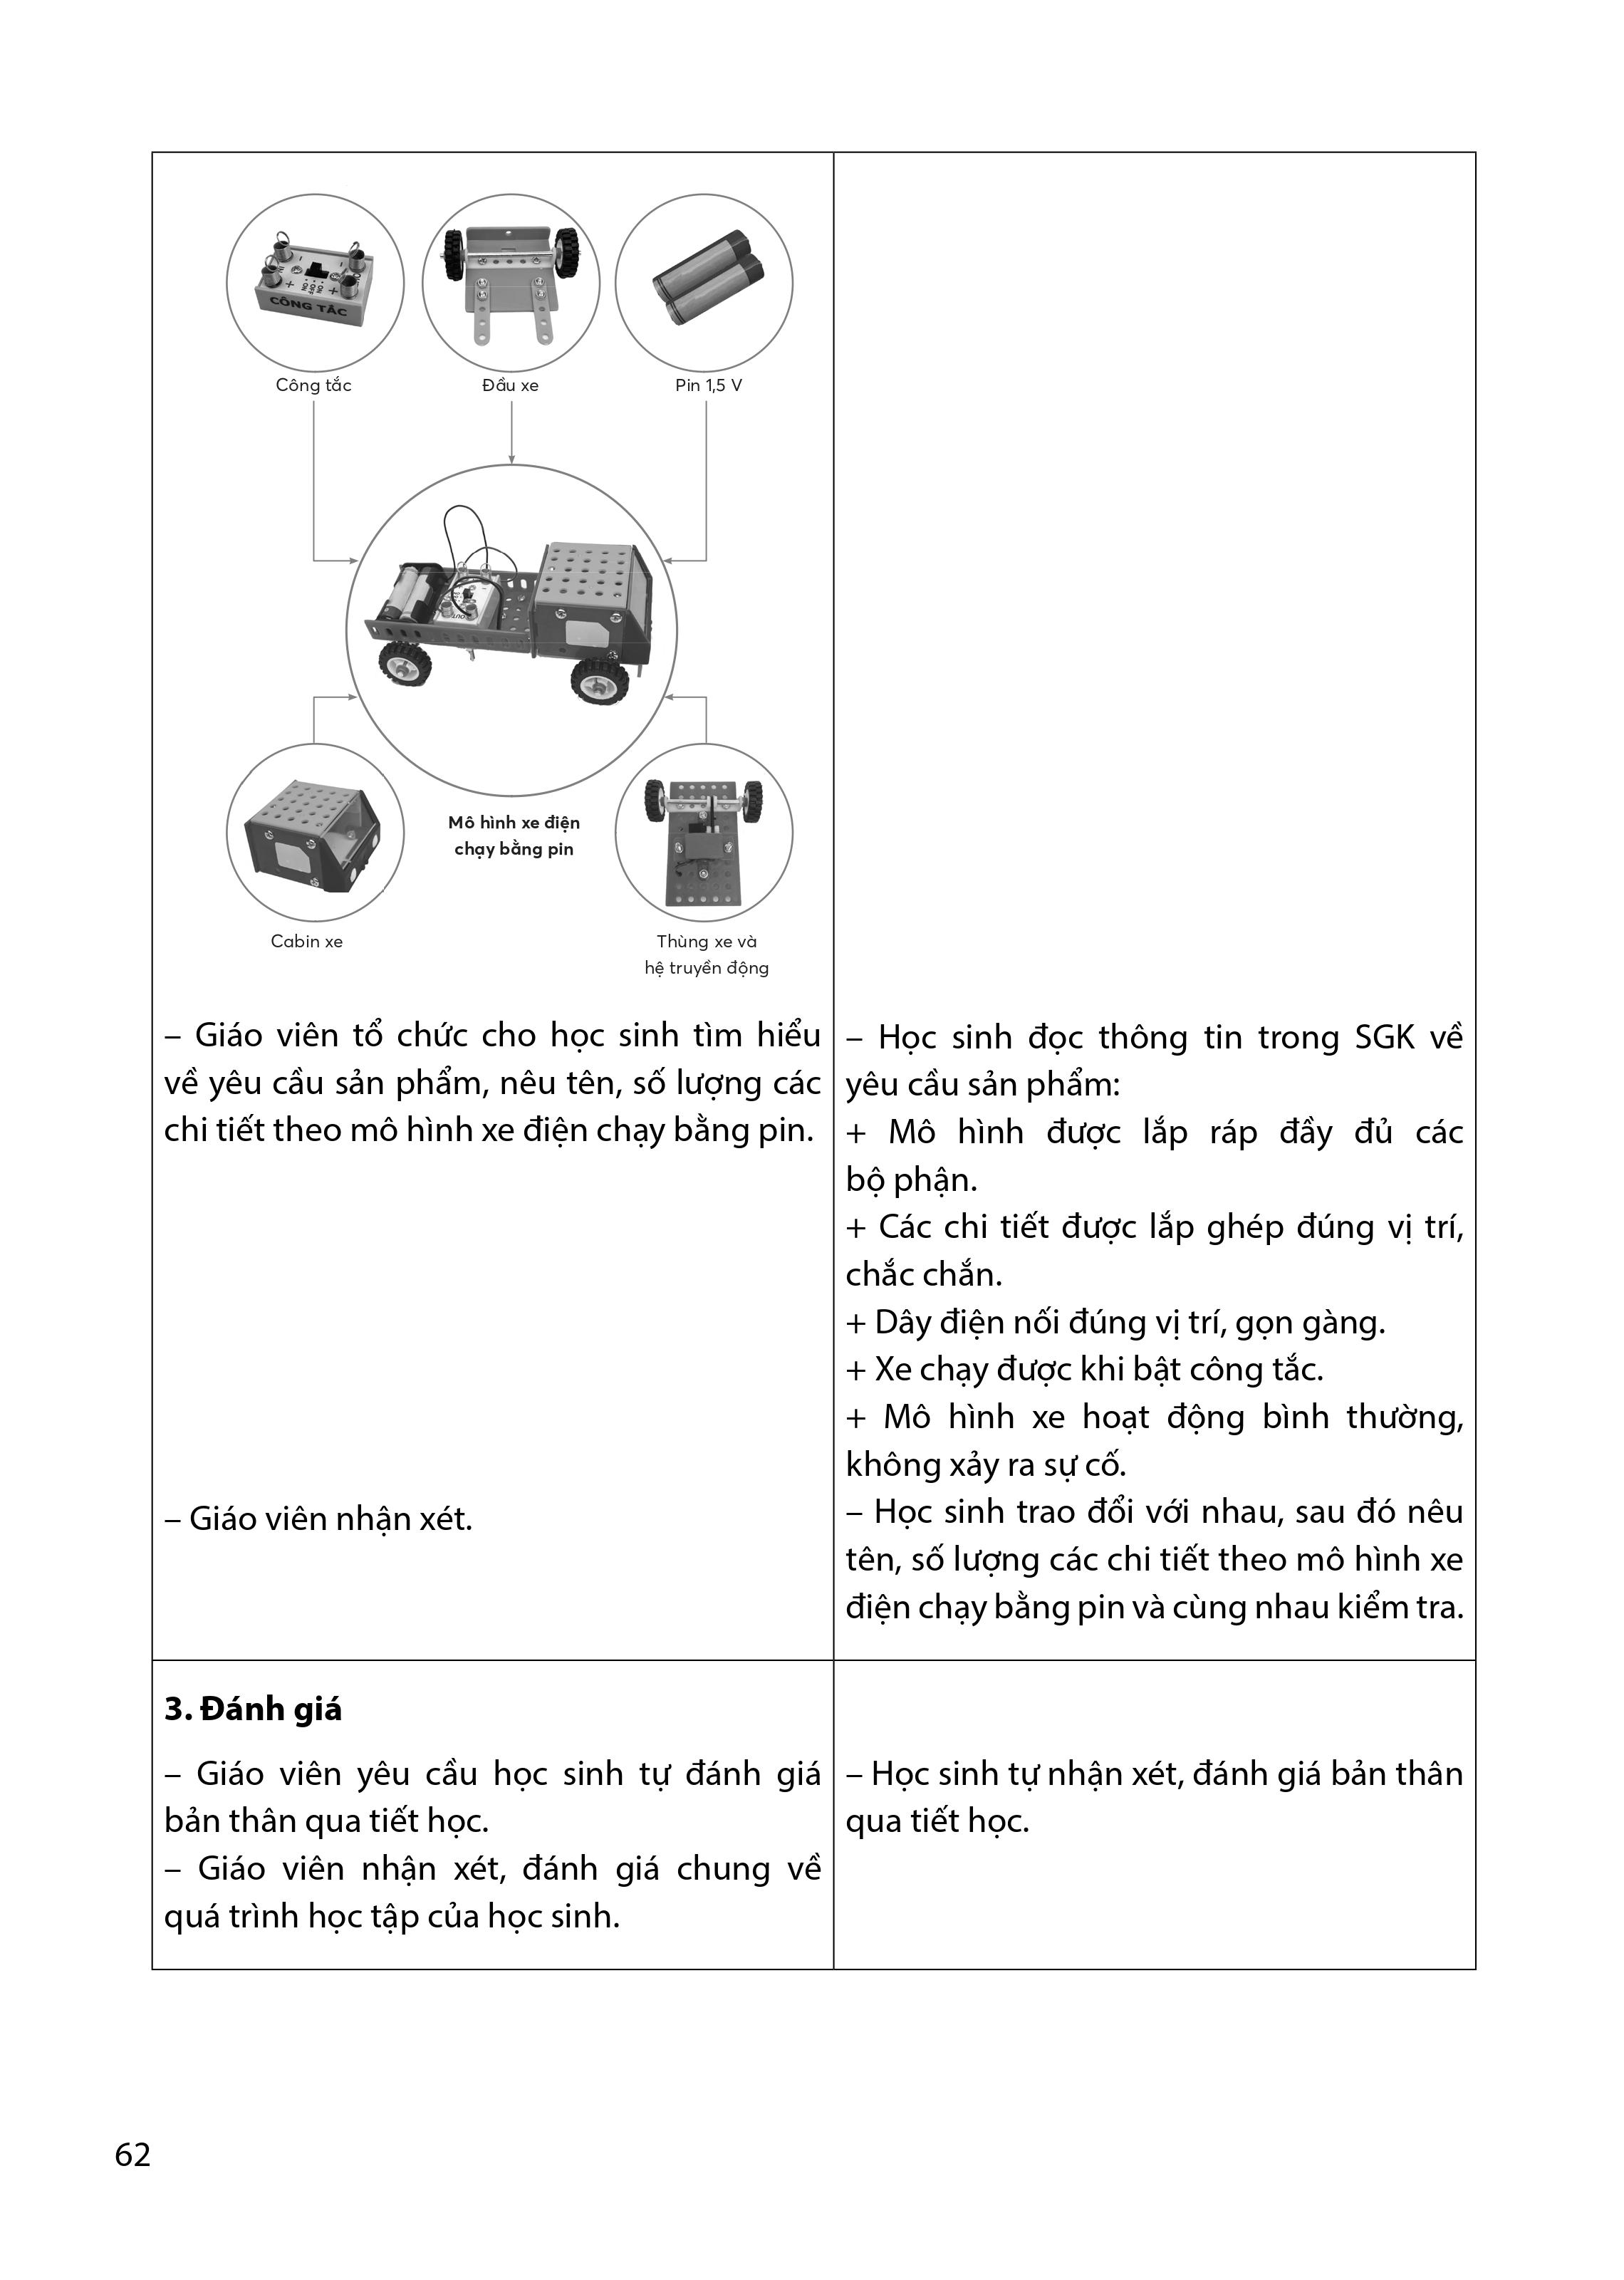 CÔNG TẮC
Công tắc
Đầu xe
Pin 1,5 V
Mô hình xe điện
chạy bằng pin
Cabin xe
Thùng xe và
hệ truyền động
– Giáo viên tổ chức cho học sinh tìm hiểu
về yêu cầu sản phẩm, nêu tên, số lượng các
chi tiết theo mô hình xe điện chạy bằng pin.
– Giáo viên nhận xét.
– Học sinh đọc thông tin trong SGK về
yêu cầu sản phẩm:
+ Mô hình được lắp ráp đầy đủ các
bộ phận.
+ Các chi tiết được lắp ghép đúng vị trí,
chắc chắn.
+ Dây điện nối đúng vị trí, gọn gàng.
+ Xe chạy được khi bật công tắc.
+ Mô hình xe hoạt động bình thường,
không xảy ra sự cố.
– Học sinh trao đổi với nhau, sau đó nêu
tên, số lượng các chi tiết theo mô hình xe
điện chạy bằng pin và cùng nhau kiểm tra.
3. Đánh giá
– Giáo viên yêu cầu học sinh tự đánh giá
bản thân qua tiết học.
– Giáo viên nhận xét, đánh giá chung về
quá trình học tập của học sinh.
– Học sinh tự nhận xét, đánh giá bản thân
qua tiết học.
62